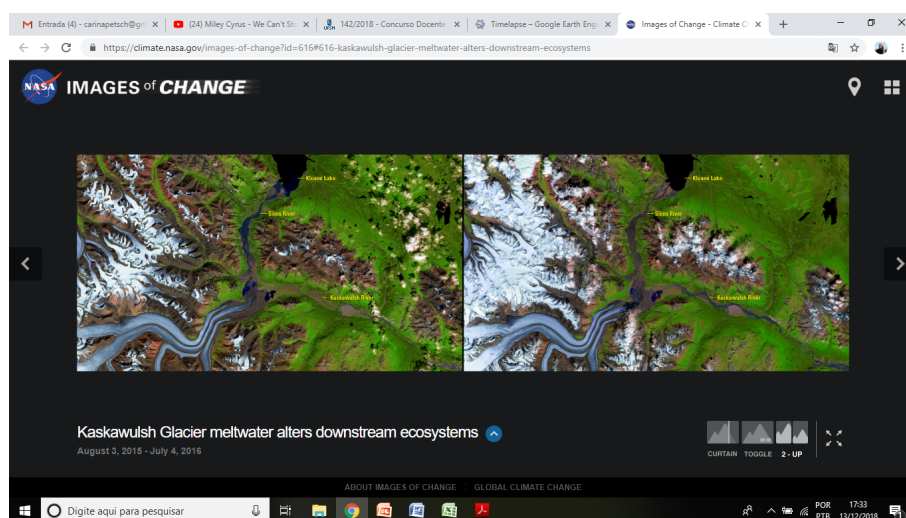 Entrada (4) - carinapetsch@gm
(24) Miley Cyrus - We Can't Sto
142/2018 - Concurso Docente
Timelapse – Google Earth Engi
Images of Change - Climate C
https://climate.nasa.gov/images-of-change?id=616#616-kaskawulsh-glacier-meltwater-alters-downstream-ecosystems
NASA IMAGES of CHANGE
Kluane Lake
Slims River
Kaskawulsh River
Kluane Lake
Slims River
Kaskawulsh River
Kaskawulsh Glacier meltwater alters downstream ecosystems
August 3, 2015 - July 4, 2016
CURTAIN TOGGLE 2 - UP
ABOUT IMAGES OF CHANGE : GLOBAL CLIMATE CHANGE
Digite aqui para pesquisar
POR 17:33
PTB 13/12/2018